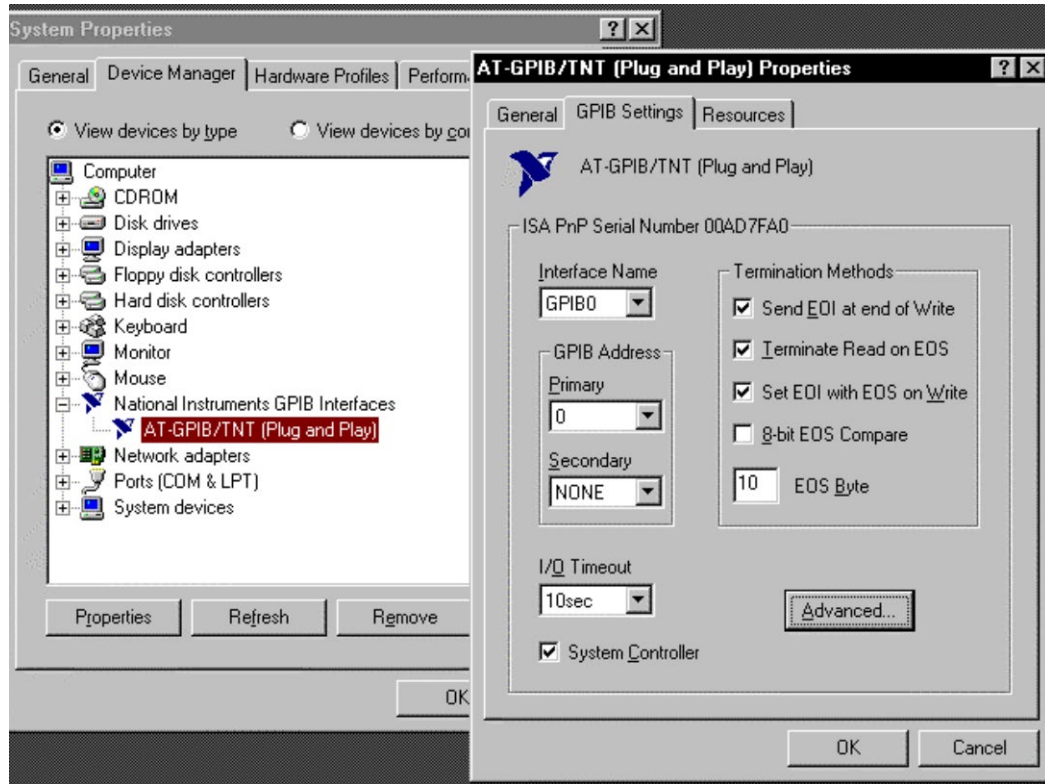 System Properties
General Device Manager Hardware Profiles Perform
View devices by type View devices by co
Computer
CDROM
Disk drives
Display adapters
Floppy disk controllers
Hard disk controllers
Keyboard
Monitor
Mouse
National Instruments GPIB Interfaces
AT-GPIB/TNT (Plug and Play)
Network adapters
Ports (COM & LPT)
System devices
Properties Refresh Remove
OK
AT-GPIB/TNT (Plug and Play) Properties
General GPIB Settings Resources
AT-GPIB/TNT (Plug and Play)
ISA PnP Serial Number 00AD7FA0
Interface Name
GPIB0
GPIB Address
Primary
0
Secondary
NONE
Termination Methods
Send EOI at end of Write
Terminate Read on EOS
Set EOI with EOS on Write
8-bit EOS Compare
10 EOS Byte
I/O Timeout
10sec
Advanced...
System Controller
OK Cancel